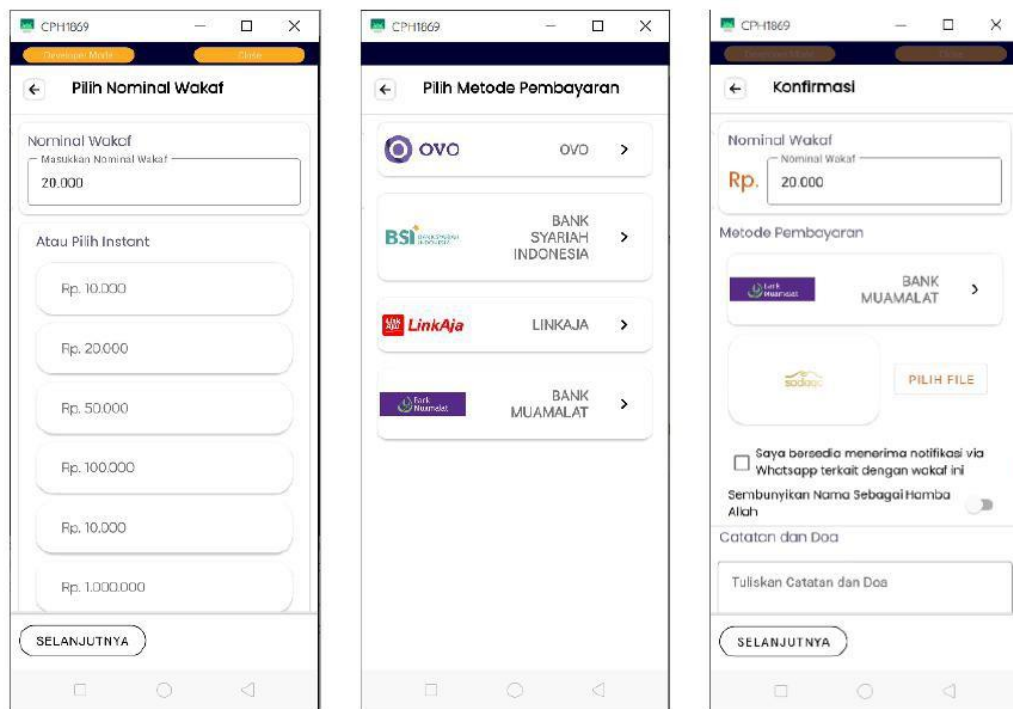 CPH1869
Developer Mode
Close
Pilih Nominal Wakaf
Nominal Wakaf
Masukkan Nominal Wakaf
20.000
Atau Pilih Instant
Rp. 10.000
Rp. 20.000
Rp. 50.000
Rp. 100.000
Rp. 10.000
Rp. 1.000.000
SELANJUTNYA
CPH1869
Pilih Metode Pembayaran
OVO
OVO
BSI BANK SYARIAH
INDONESIA
BANK
SYARIAH
INDONESIA
LinkAja
LinkAja
LINKAJA
Bank
Muamalat
BANK
MUAMALAT
CPH1869
Developer Mode
Close
Konfirmasi
Nominal Wakaf
Nominal Wakaf
Rp.
20.000
Metode Pembayaran
Bank
Muamalat
BANK
MUAMALAT
PILIH FILE
Saya bersedia menerima notifikasi via
Whatsapp terkait dengan wakaf ini
Sembunyikan Nama Sebagai Hamba
Allah
Catatan dan Doa
Tuliskan Catatan dan Doa
SELANJUTNYA